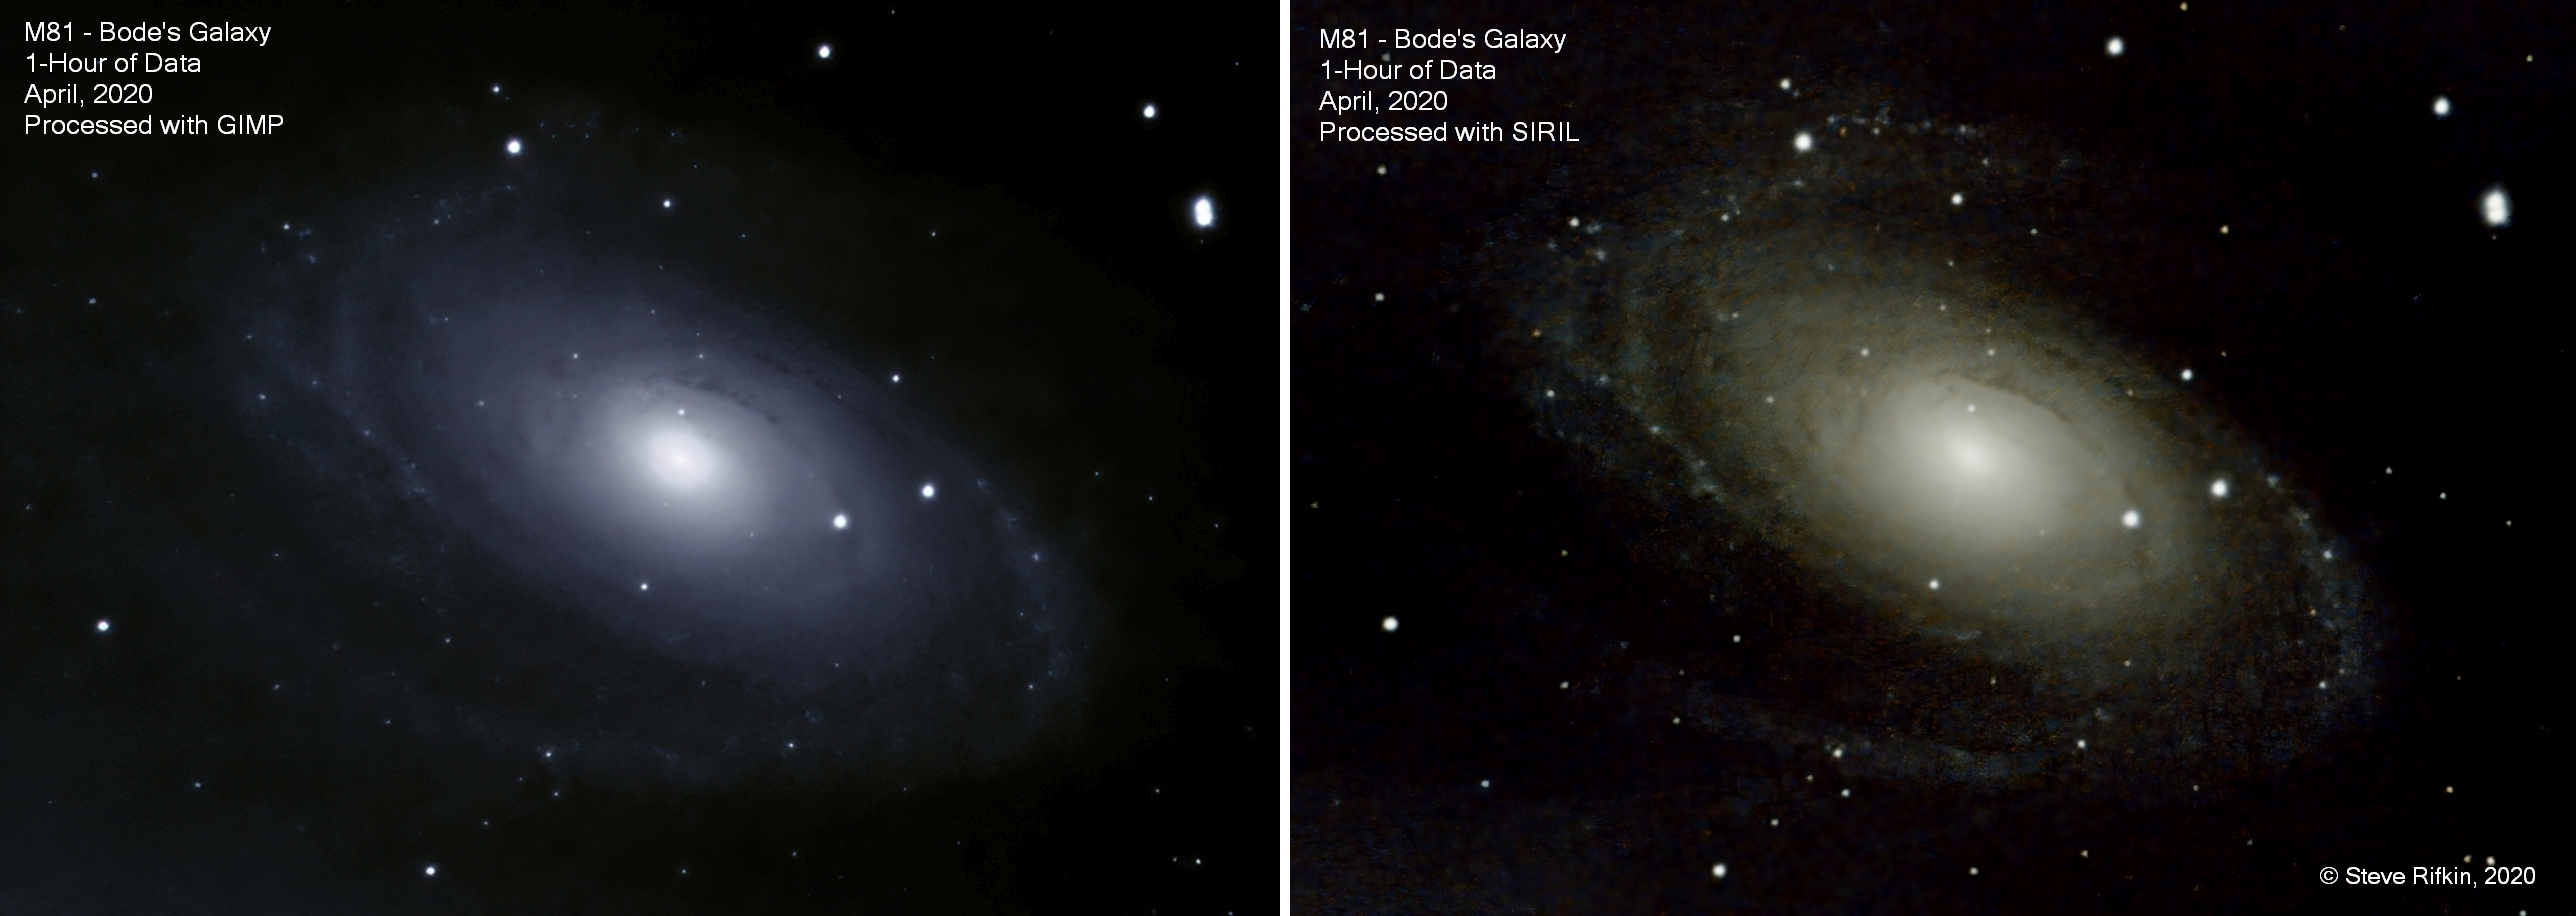 M81 - Bode's Galaxy
1-Hour of Data
April, 2020
Processed with GIMP
M81 - Bode's Galaxy
1-Hour of Data
April, 2020
Processed with SIRIL
© Steve Rifkin, 2020